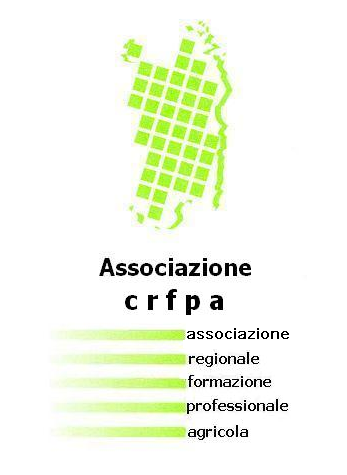 Associazione
c r f p a
associazione
regionale
formazione
professionale
agricola